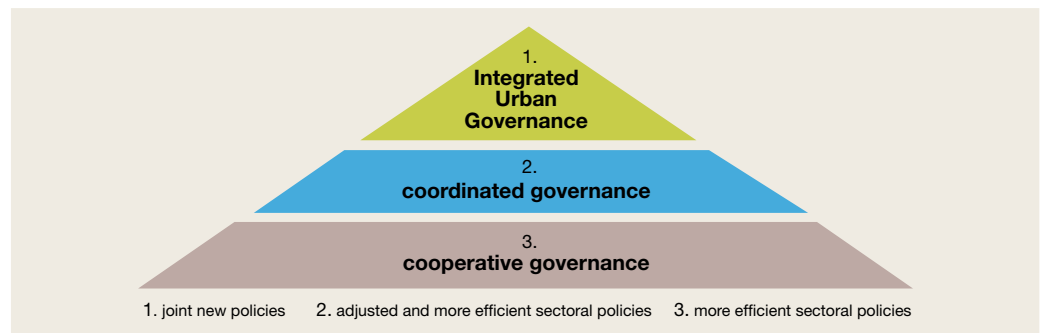 1.
Integrated
Urban
Governance
2.
coordinated governance
3.
cooperative governance
1. joint new policies 2. adjusted and more efficient sectoral policies 3. more efficient sectoral policies